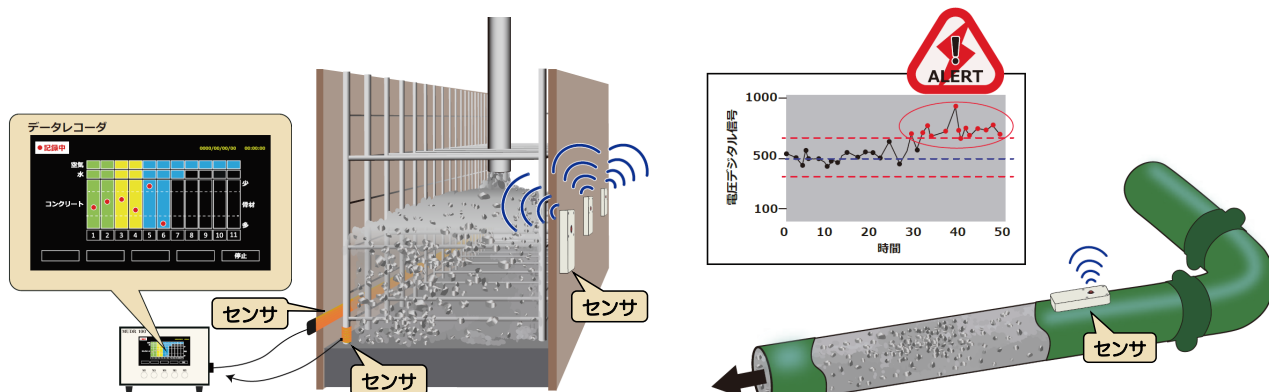 データレコーダ
●記録中
0000/00/00/00 00:00:00
空気
水
少
コンクリート
骨材
多
1 2 3 4 5 6 7 8 9 10 11
停止
センサ
センサ
センサ
ALERT
電圧デジタル信号
1000
500
100
0 10 20 30 40 50
時間
センサ